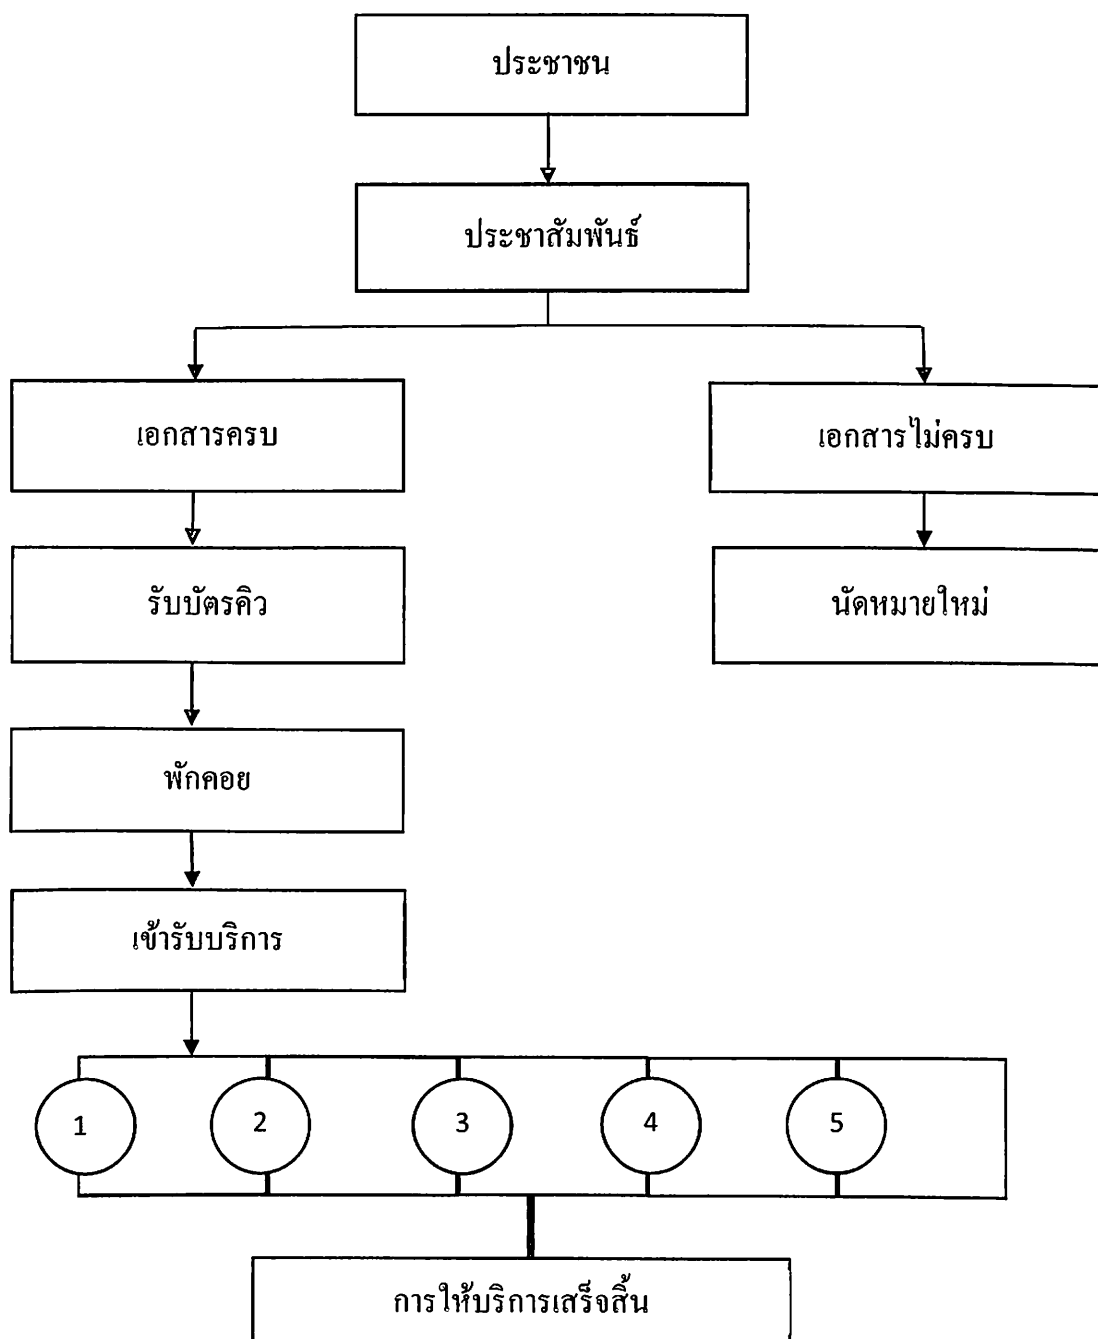 ประชาชน
ประชาสัมพันธ์
เอกสารครบ
เอกสารไม่ครบ
รับบัตรคิว
นัดหมายใหม่
พักคอย
เข้ารับบริการ
1 2 3 4 5
การให้บริการเสร็จสิ้น